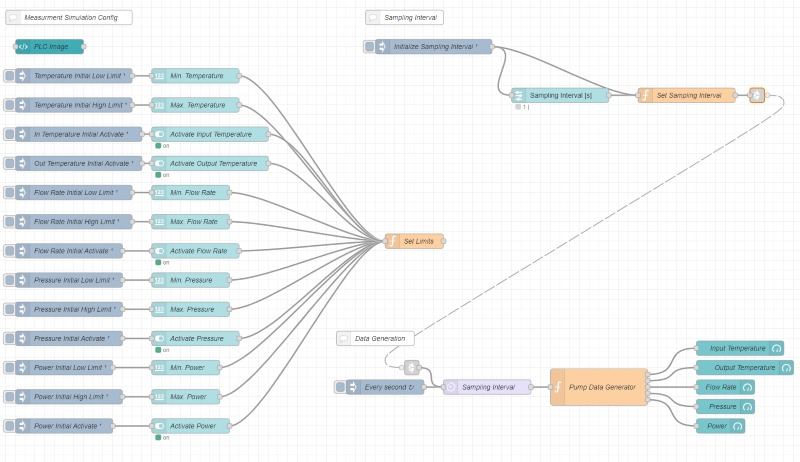 Measurment Simulation Config
Sampling Interval
PLC Image
Initialize Sampling Interval ¹
Temperature Initial Low Limit ¹
Min. Temperature
Sampling Interval [s]
Set Sampling Interval
1 |
Temperature Initial High Limit ¹
Max. Temperature
In Temperature Initial Activate ¹
Activate Input Temperature
on
Out Temperature Initial Activate ¹
Activate Output Temperature
on
Flow Rate Initial Low Limit ¹
Min. Flow Rate
Flow Rate Initial High Limit ¹
Max. Flow Rate
Flow Rate Initial Activate ¹
Activate Flow Rate
on
Set Limits
Pressure Initial Low Limit ¹
Min. Pressure
Pressure Initial High Limit ¹
Max. Pressure
Pressure Initial Activate ¹
Activate Pressure
on
Data Generation
Power Initial Low Limit ¹
Min. Power
Power Initial High Limit ¹
Max. Power
Power Initial Activate ¹
Activate Power
on
Every second ↻
Sampling Interval
Pump Data Generator
Input Temperature
Output Temperature
Flow Rate
Pressure
Power